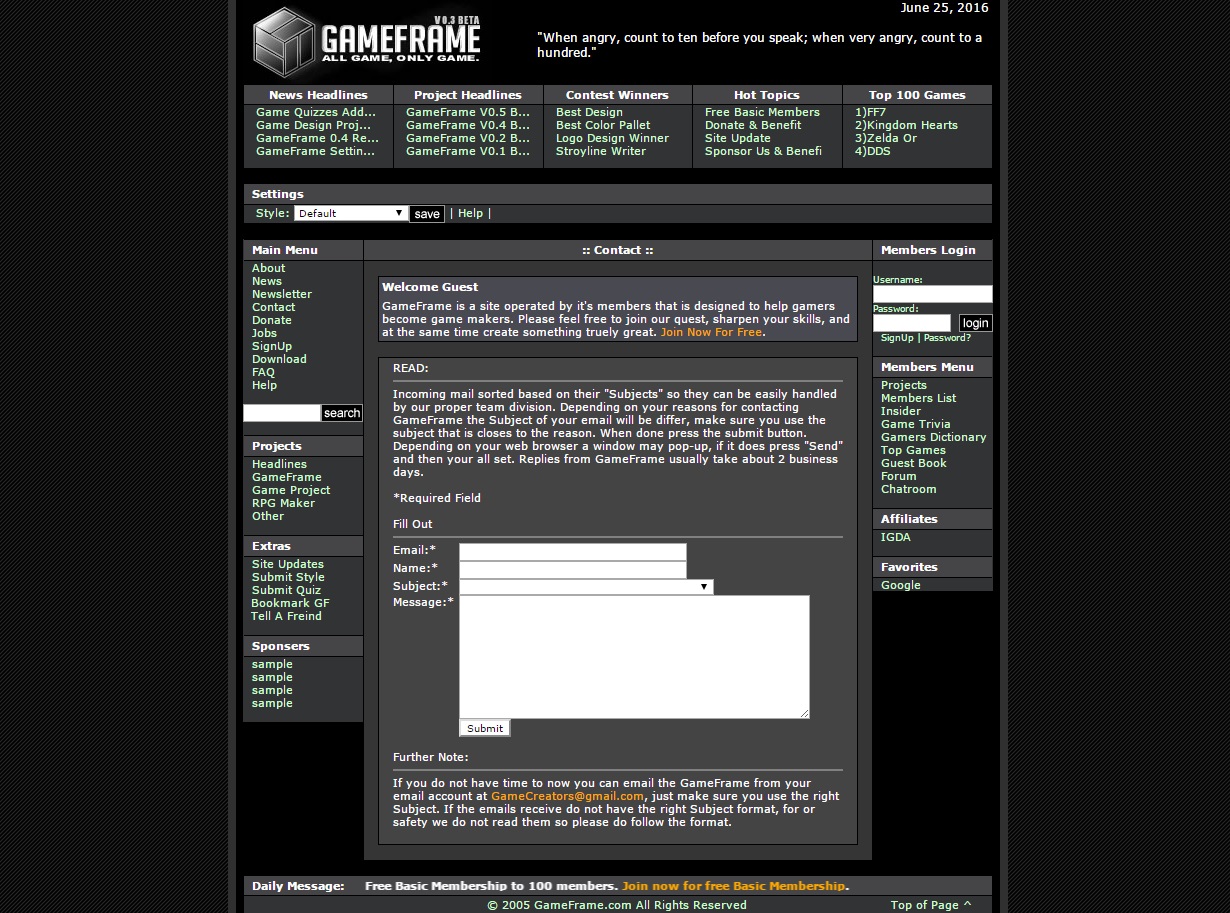 June 25, 2016
V0.3 BETA
GAMEFRAME
ALL GAME, ONLY GAME.
"When angry, count to ten before you speak; when very angry, count to a
hundred."
News Headlines
Game Quizzes Add...
Game Design Proj...
GameFrame 0.4 Re...
GameFrame Settin...
Project Headlines
GameFrame V0.5 B...
GameFrame V0.4 B...
GameFrame V0.2 B...
GameFrame V0.1 B...
Contest Winners
Best Design
Best Color Pallet
Logo Design Winner
Stroyline Writer
Hot Topics
Free Basic Members
Donate & Benefit
Site Update
Sponsor Us & Benefi
Top 100 Games
1)FF7
2)Kingdom Hearts
3)Zelda Or
4)DDS
Settings
Style: Default save | Help |
Main Menu
About
News
Newsletter
Contact
Donate
Jobs
SignUp
Download
FAQ
Help
search
Projects
Headlines
GameFrame
Game Project
RPG Maker
Other
Extras
Site Updates
Submit Style
Submit Quiz
Bookmark GF
Tell A Freind
Sponsers
sample
sample
sample
sample
:: Contact ::
Welcome Guest
GameFrame is a site operated by it's members that is designed to help gamers
become game makers. Please feel free to join our quest, sharpen your skills, and
at the same time create something truely great. Join Now For Free.
READ:
Incoming mail sorted based on their "Subjects" so they can be easily handled
by our proper team division. Depending on your reasons for contacting
GameFrame the Subject of your email will be differ, make sure you use the
subject that is closes to the reason. When done press the submit button.
Depending on your web browser a window may pop-up, if it does press "Send"
and then your all set. Replies from GameFrame usually take about 2 business
days.
*Required Field
Fill Out
Email:*
Name:*
Subject:*
Message:*
Submit
Further Note:
If you do not have time to now you can email the GameFrame from your
email account at GameCreators@gmail.com, just make sure you use the right
Subject. If the emails receive do not have the right Subject format, for or
safety we do not read them so please do follow the format.
Members Login
Username:
Password:
login
SignUp | Password?
Members Menu
Projects
Members List
Insider
Game Trivia
Gamers Dictionary
Top Games
Guest Book
Forum
Chatroom
Affiliates
IGDA
Favorites
Google
Daily Message: Free Basic Membership to 100 members. Join now for free Basic Membership.
© 2005 GameFrame.com All Rights Reserved
Top of Page ^